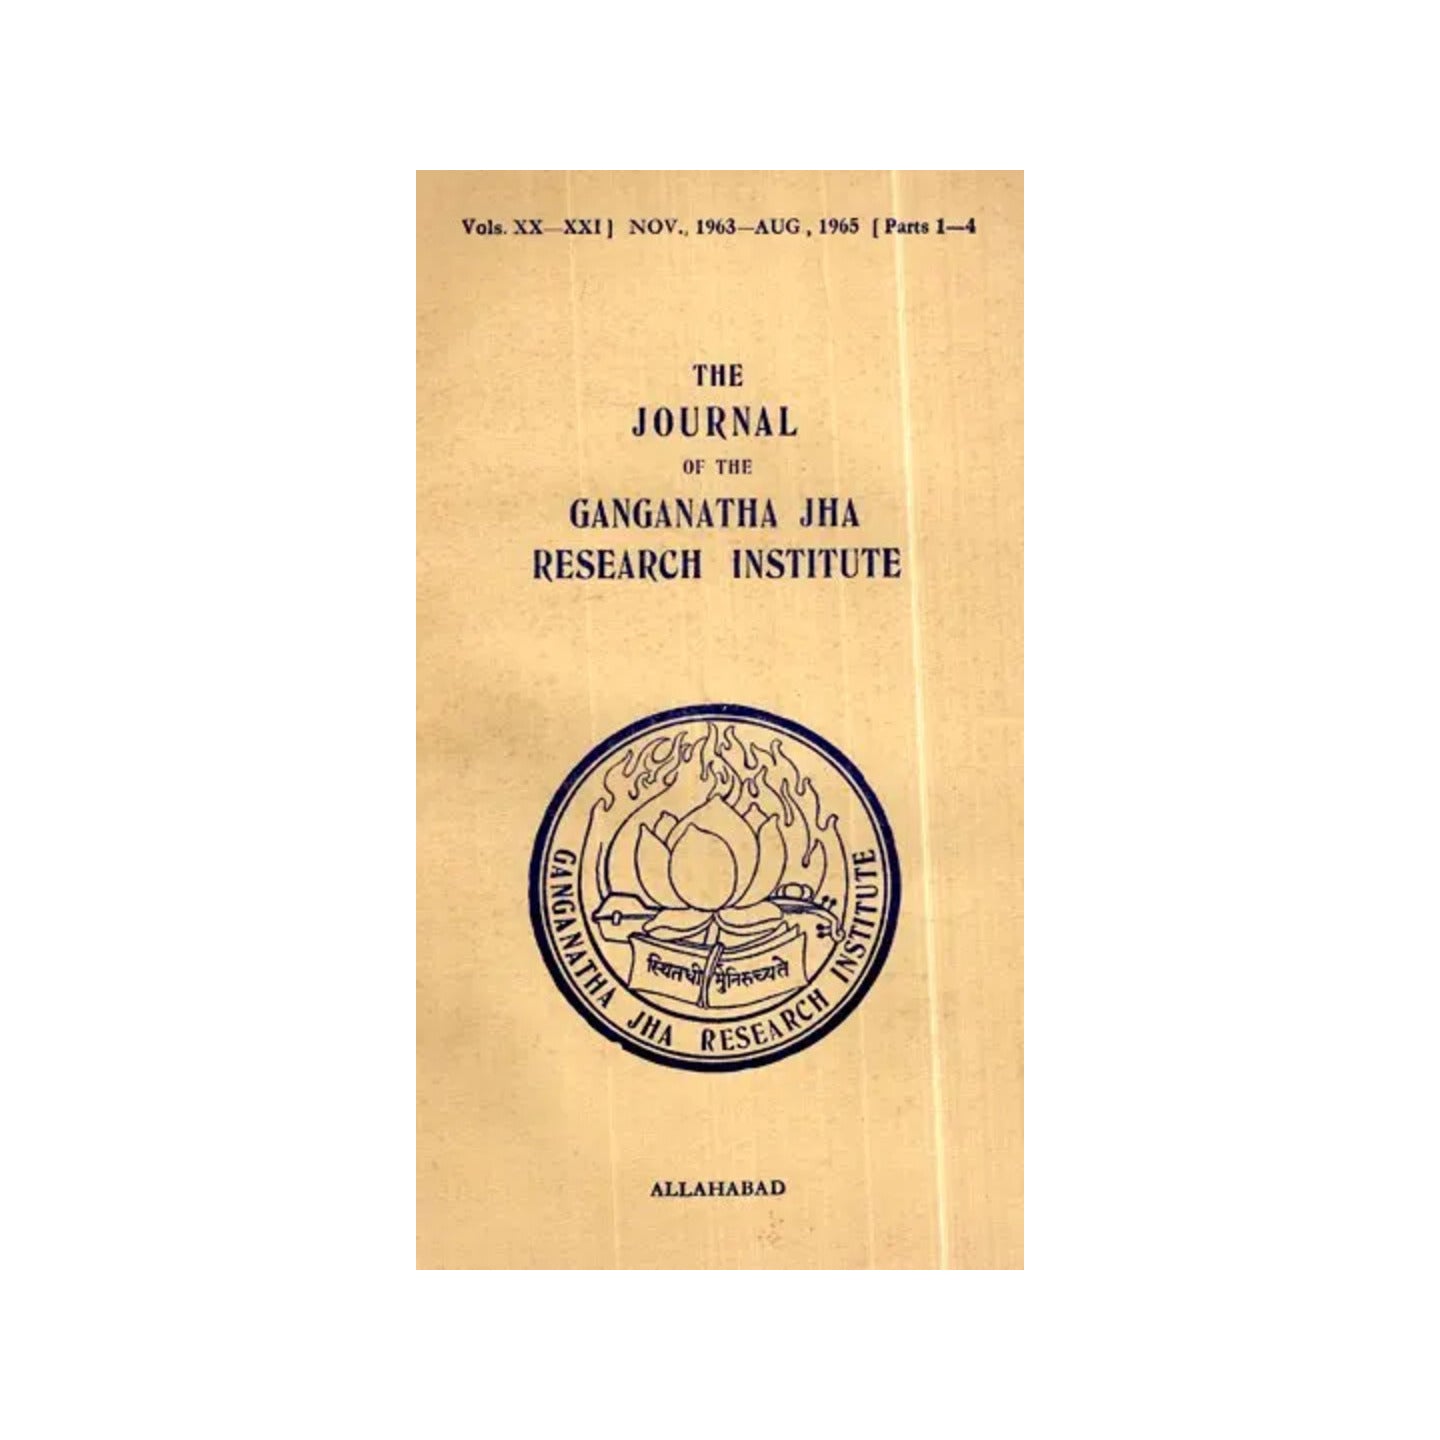 Vols. XX—XXI ] NOV., 1963—AUG , 1965 [ Parts 1—4
THE
JOURNAL
OF THE
GANGANATHA JHA
RESEARCH INSTITUTE
स्थितधी र्मुनिरुच्यते
GANGANATHA JHA RESEARCH INSTITUTE
ALLAHABAD